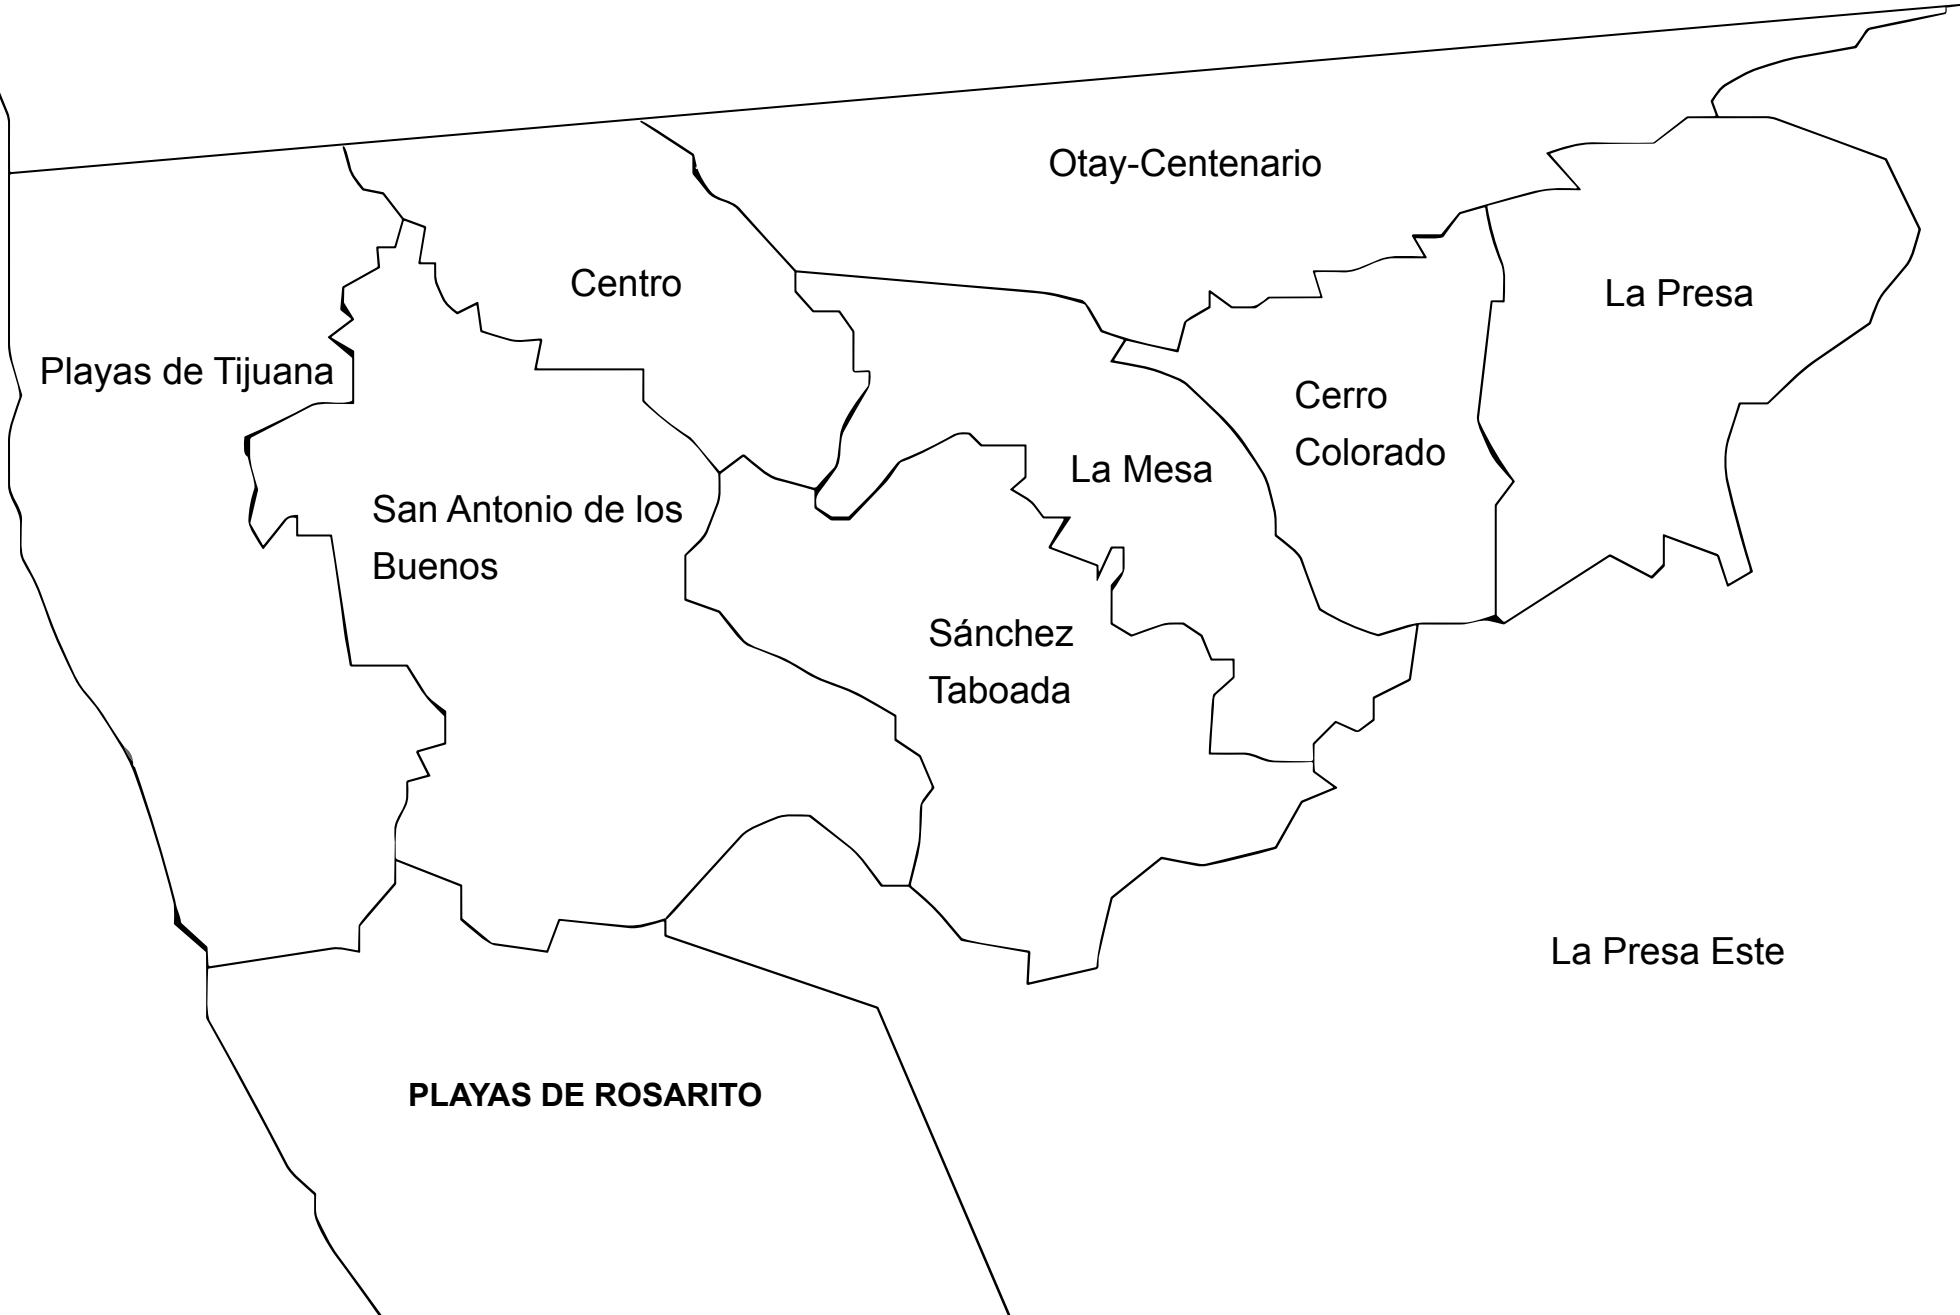 Otay-Centenario
Centro
La Presa
Playas de Tijuana
Cerro
Colorado
La Mesa
San Antonio de los
Buenos
Sánchez
Taboada
La Presa Este
PLAYAS DE ROSARITO